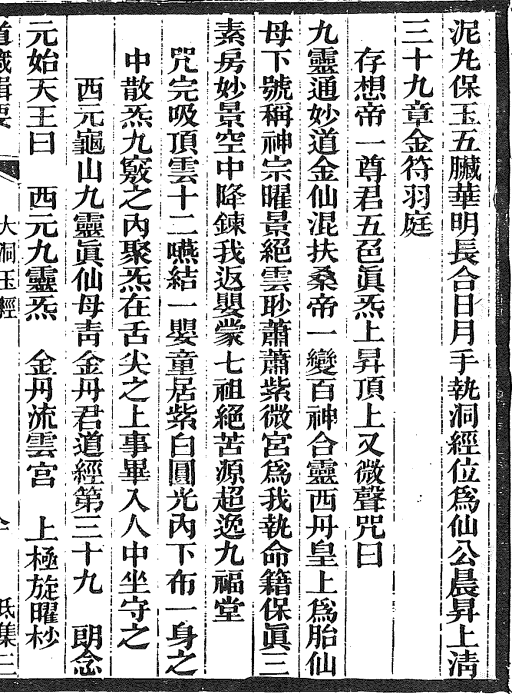 泥丸保玉五臟華明長合日月手執洞經位爲仙公晨昇上清
三十九章金符羽庭
存想帝一尊君五色眞炁上昇頂上又微聲咒曰
九靈通妙道金仙混扶桑帝一變百神合靈西丹皇上爲胎仙
母下號稱神宗曜景絕雲眇蕭蕭紫微宮爲我執命籍保眞三
素房妙景空中降鍊我返嬰蒙七祖絕苦源超逸九福堂
咒完吸頂雲十二嚥結一嬰童居紫白圓光內下布一身之
中散炁九竅之內聚炁在舌尖之上事畢入人中坐守之
西元龜山九靈眞仙母靑金丹君道經第三十九　朗念
元始天王曰　西元九靈炁　金丹流雲宮　上極旋曜杪
道藏輯要　大洞玉經　氐集三